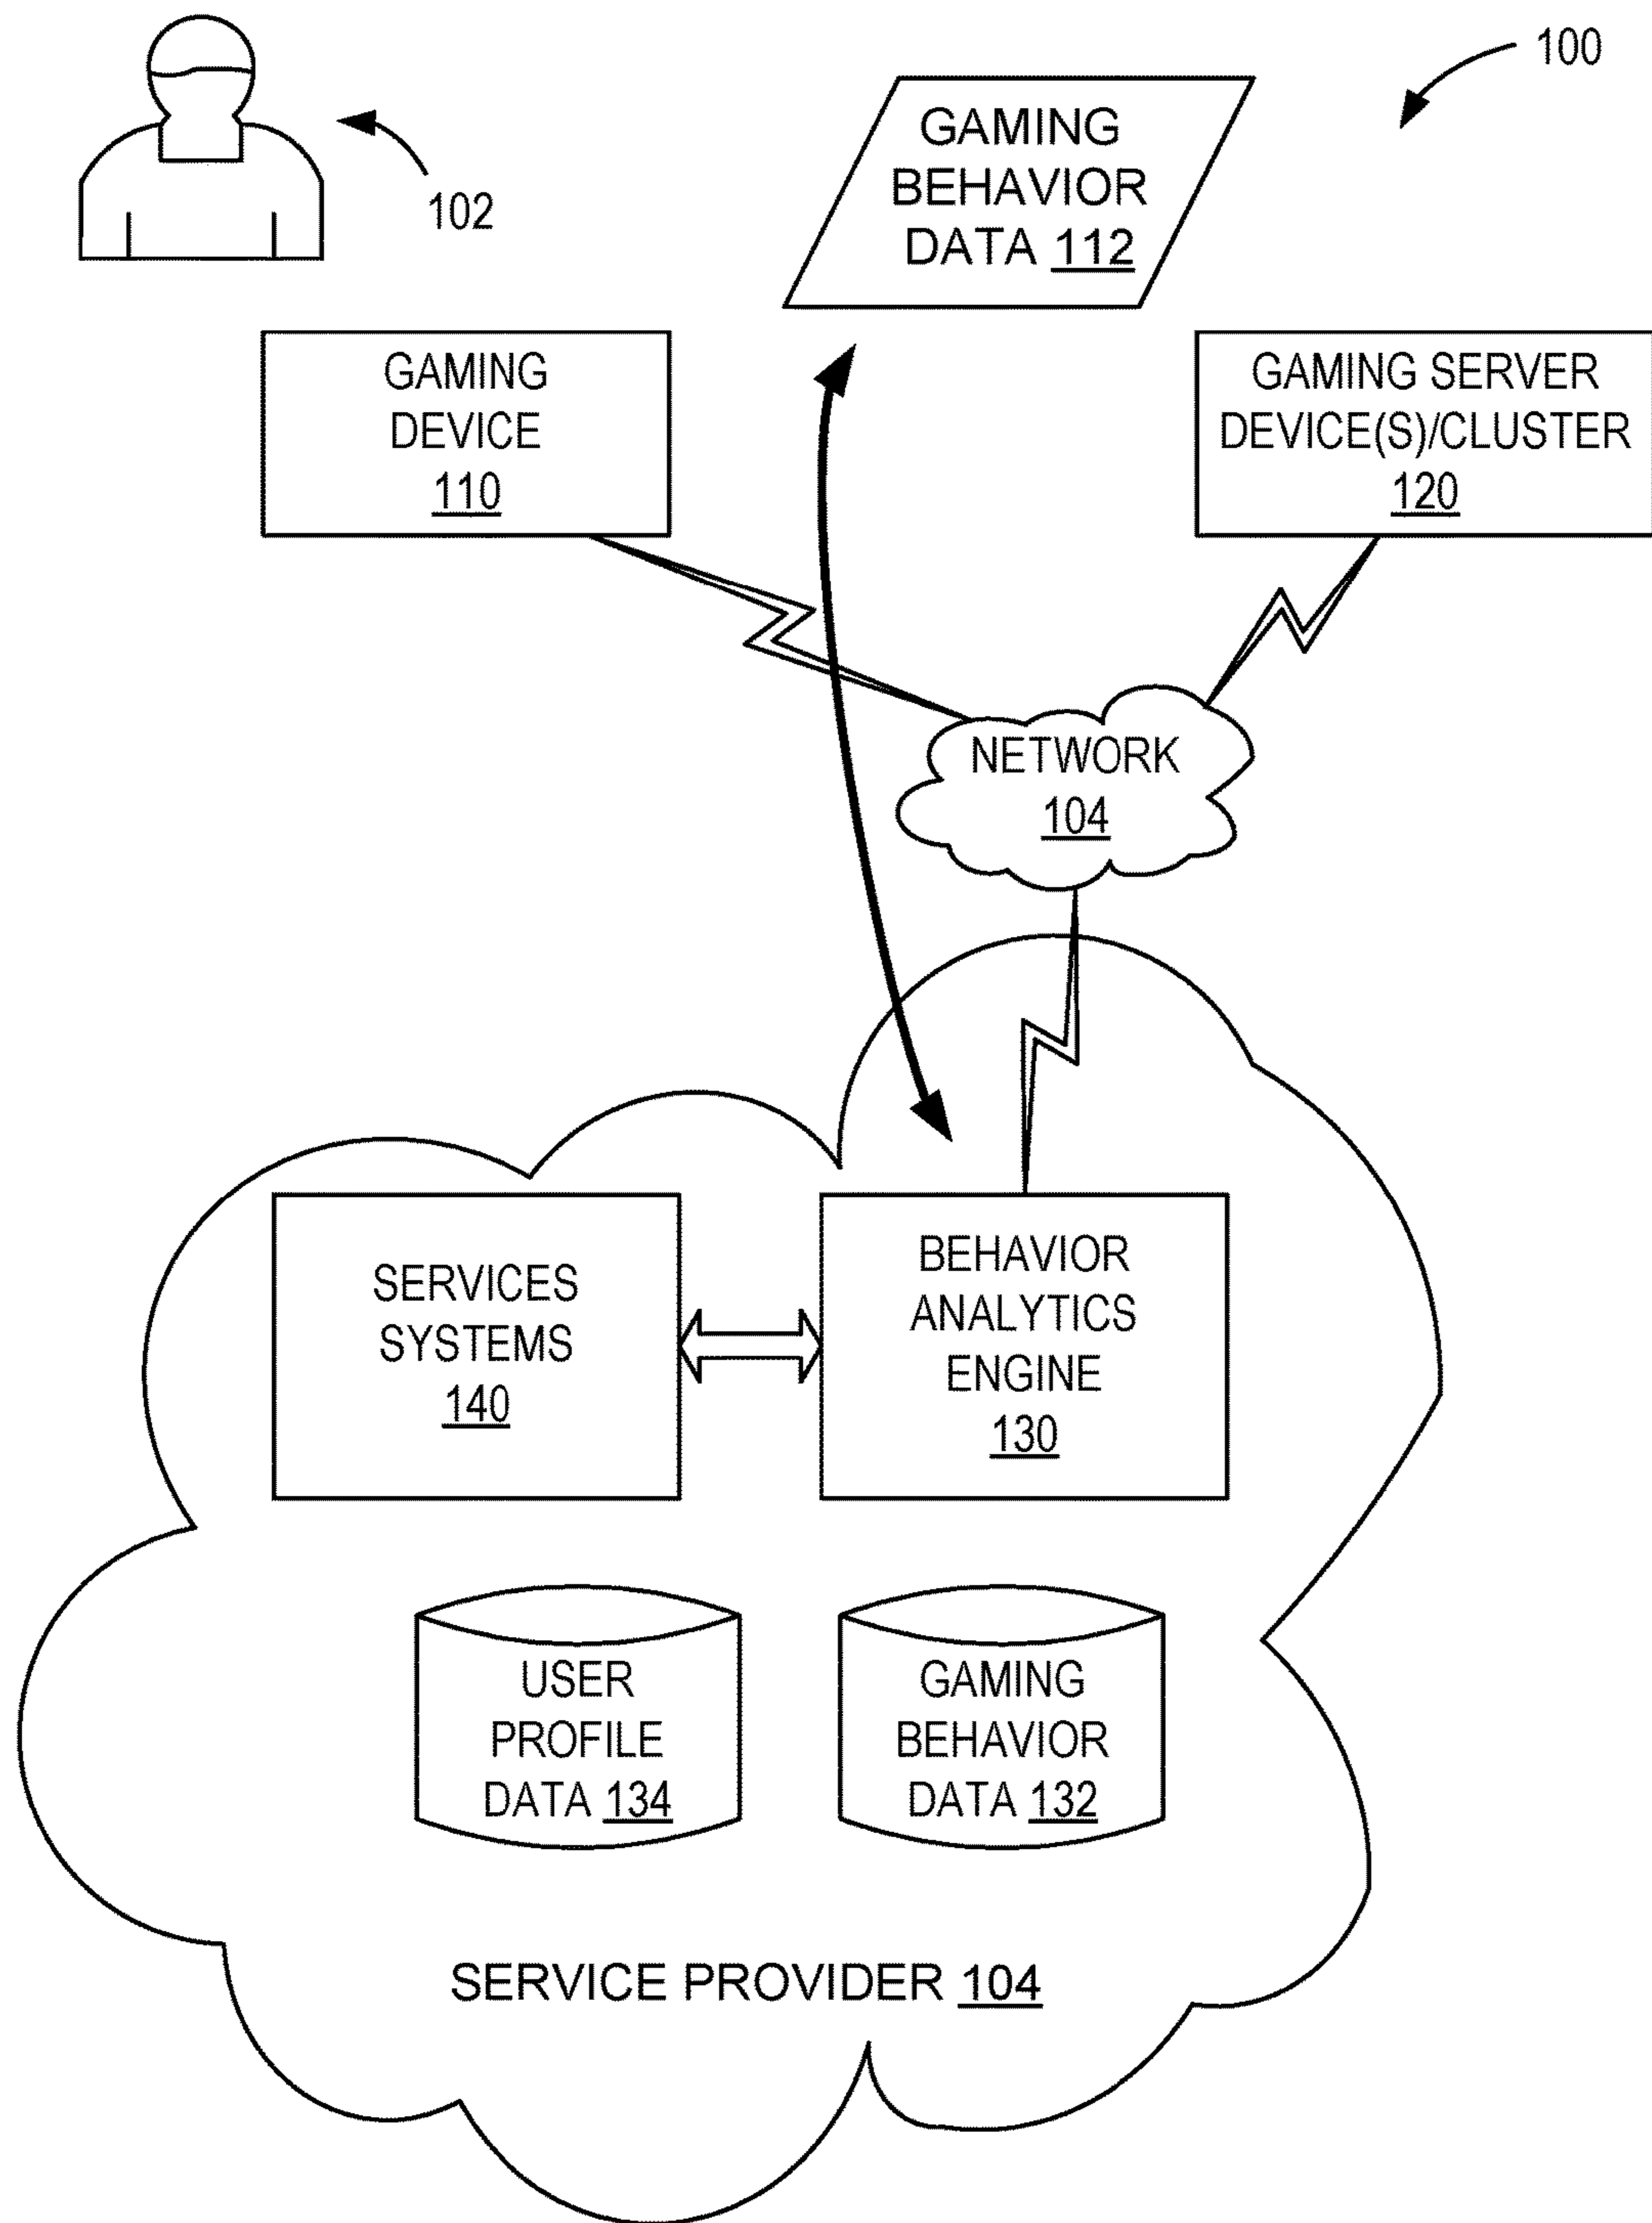 100
102
GAMING
BEHAVIOR
DATA 112
GAMING
DEVICE
110
GAMING SERVER
DEVICE(S)/CLUSTER
120
NETWORK
104
SERVICES
SYSTEMS
140
BEHAVIOR
ANALYTICS
ENGINE
130
USER
PROFILE
DATA 134
GAMING
BEHAVIOR
DATA 132
SERVICE PROVIDER 104